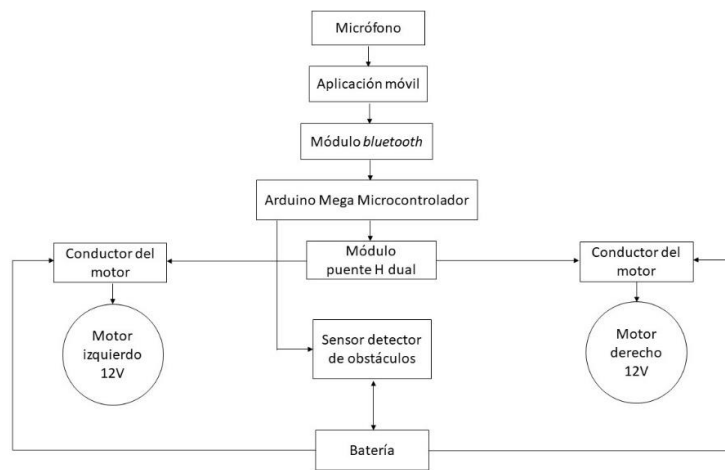 Micrófono
Aplicación móvil
Módulo bluetooth
Arduino Mega Microcontrolador
Conductor del
motor
Módulo
puente H dual
Conductor del
motor
Motor
izquierdo
12V
Sensor detector
de obstáculos
Motor
derecho
12V
Batería